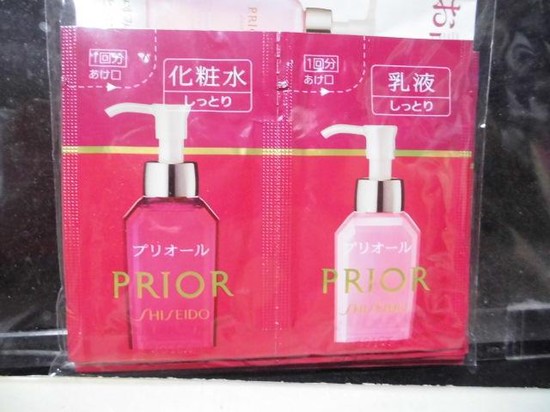 PRIO
お
1回分
あけ口
化粧水
しっとり
プリオール
PRIOR
SHISEIDO
1回分
あけ口
乳液
しっとり
プリオール
PRIOR
SHISEIDO